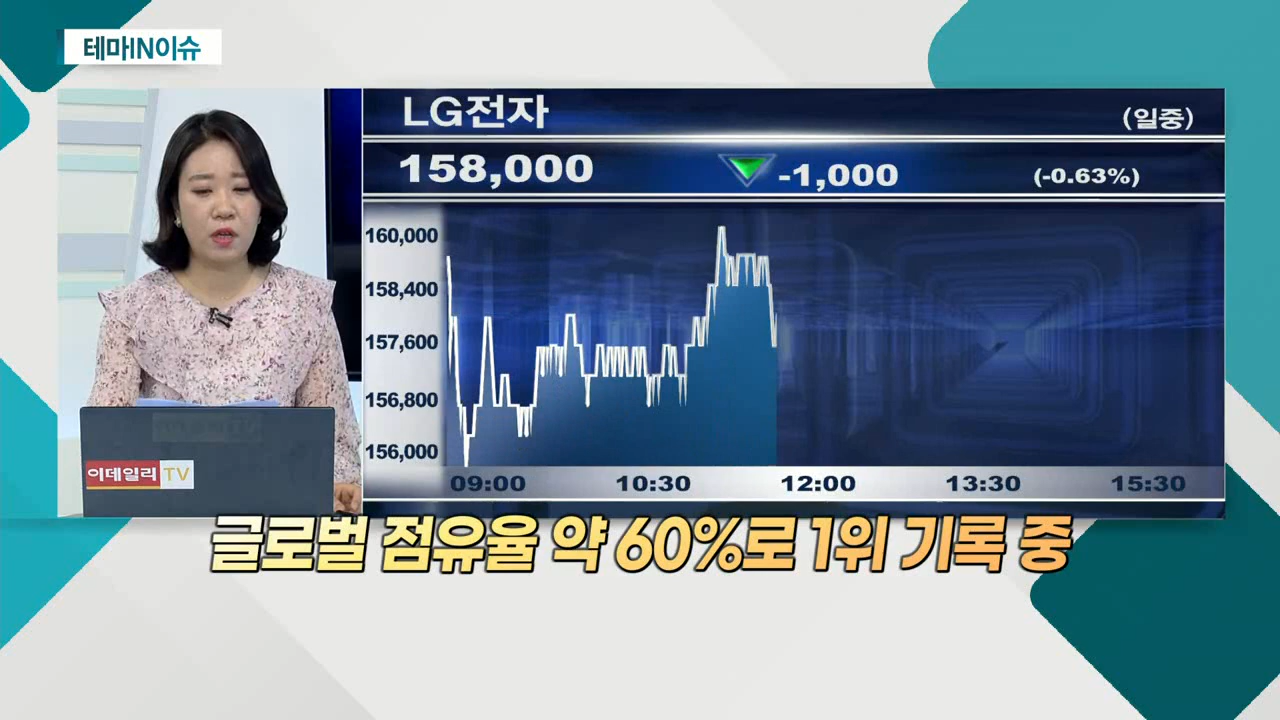 테마IN이슈
LG전자
(일중)
158,000 ▼ -1,000 (-0.63%)
160,000
158,400
157,600
156,800
156,000
09:00 10:30 12:00 13:30 15:30
이데일리 TV
글로벌 점유율 약 60%로 1위 기록 중